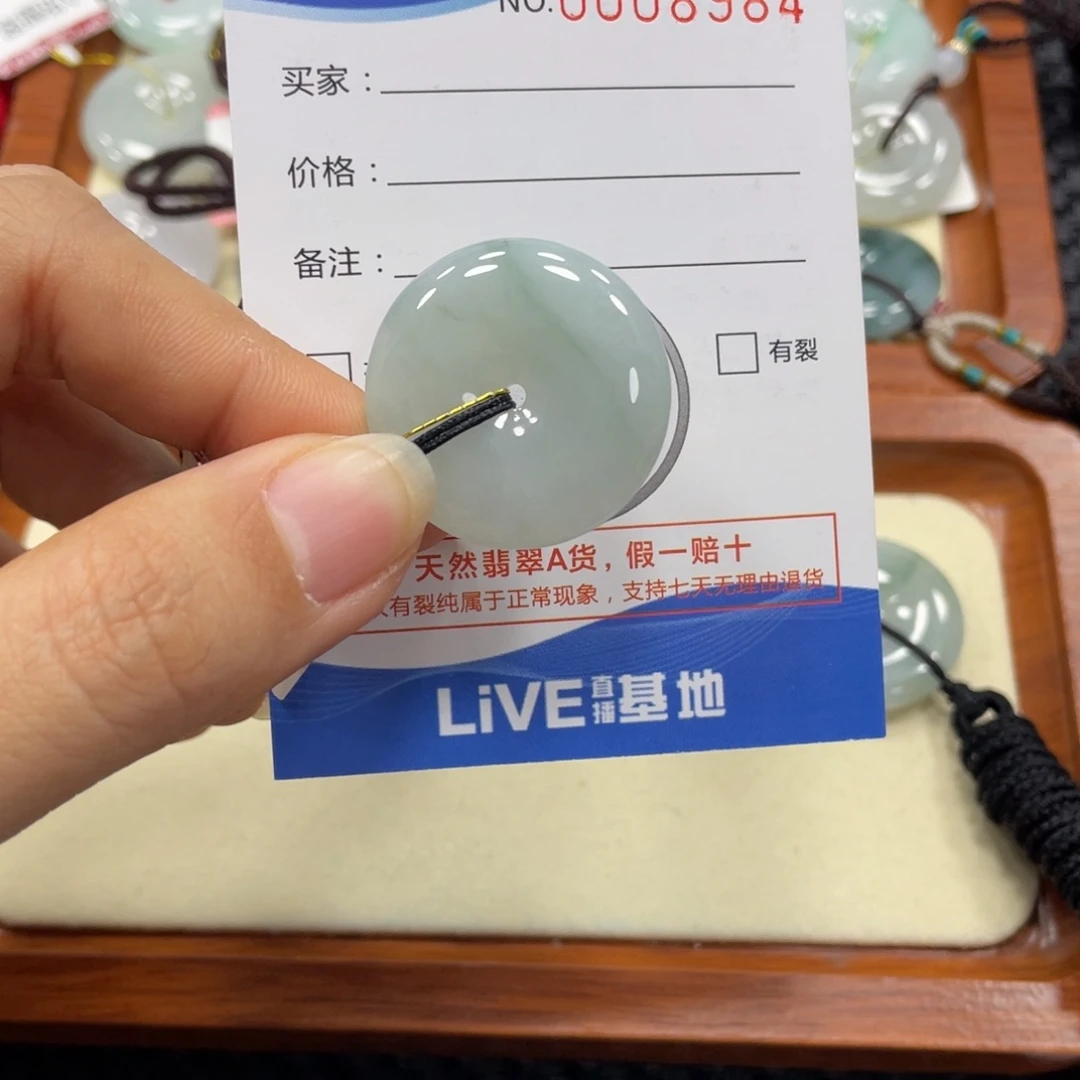 NO.0008984
买家：
价格：
备注：
有裂
天然翡翠A货，假一赔十
有裂纯属于正常现象，支持七天无理由退货
LiVE直播基地